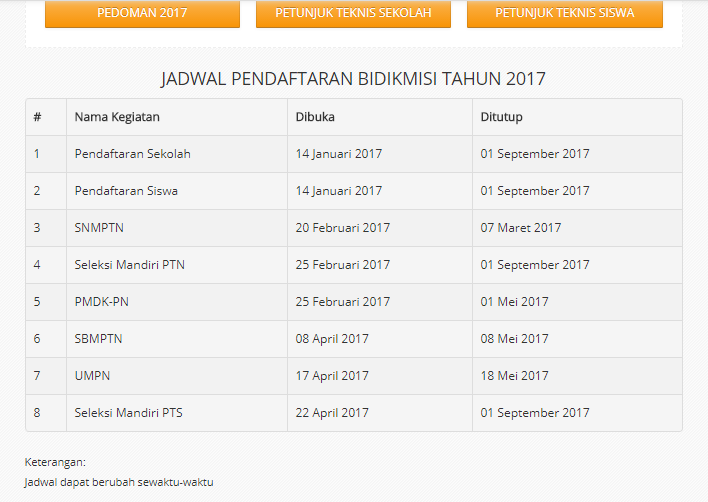 PEDOMAN 2017 PETUNJUK TEKNIS SEKOLAH PETUNJUK TEKNIS SISWA
JADWAL PENDAFTARAN BIDIKMISI TAHUN 2017
# Nama Kegiatan Dibuka Ditutup
1 Pendaftaran Sekolah 14 Januari 2017 01 September 2017
2 Pendaftaran Siswa 14 Januari 2017 01 September 2017
3 SNMPTN 20 Februari 2017 07 Maret 2017
4 Seleksi Mandiri PTN 25 Februari 2017 01 September 2017
5 PMDK-PN 25 Februari 2017 01 Mei 2017
6 SBMPTN 08 April 2017 08 Mei 2017
7 UMPN 17 April 2017 18 Mei 2017
8 Seleksi Mandiri PTS 22 April 2017 01 September 2017
Keterangan:
Jadwal dapat berubah sewaktu-waktu